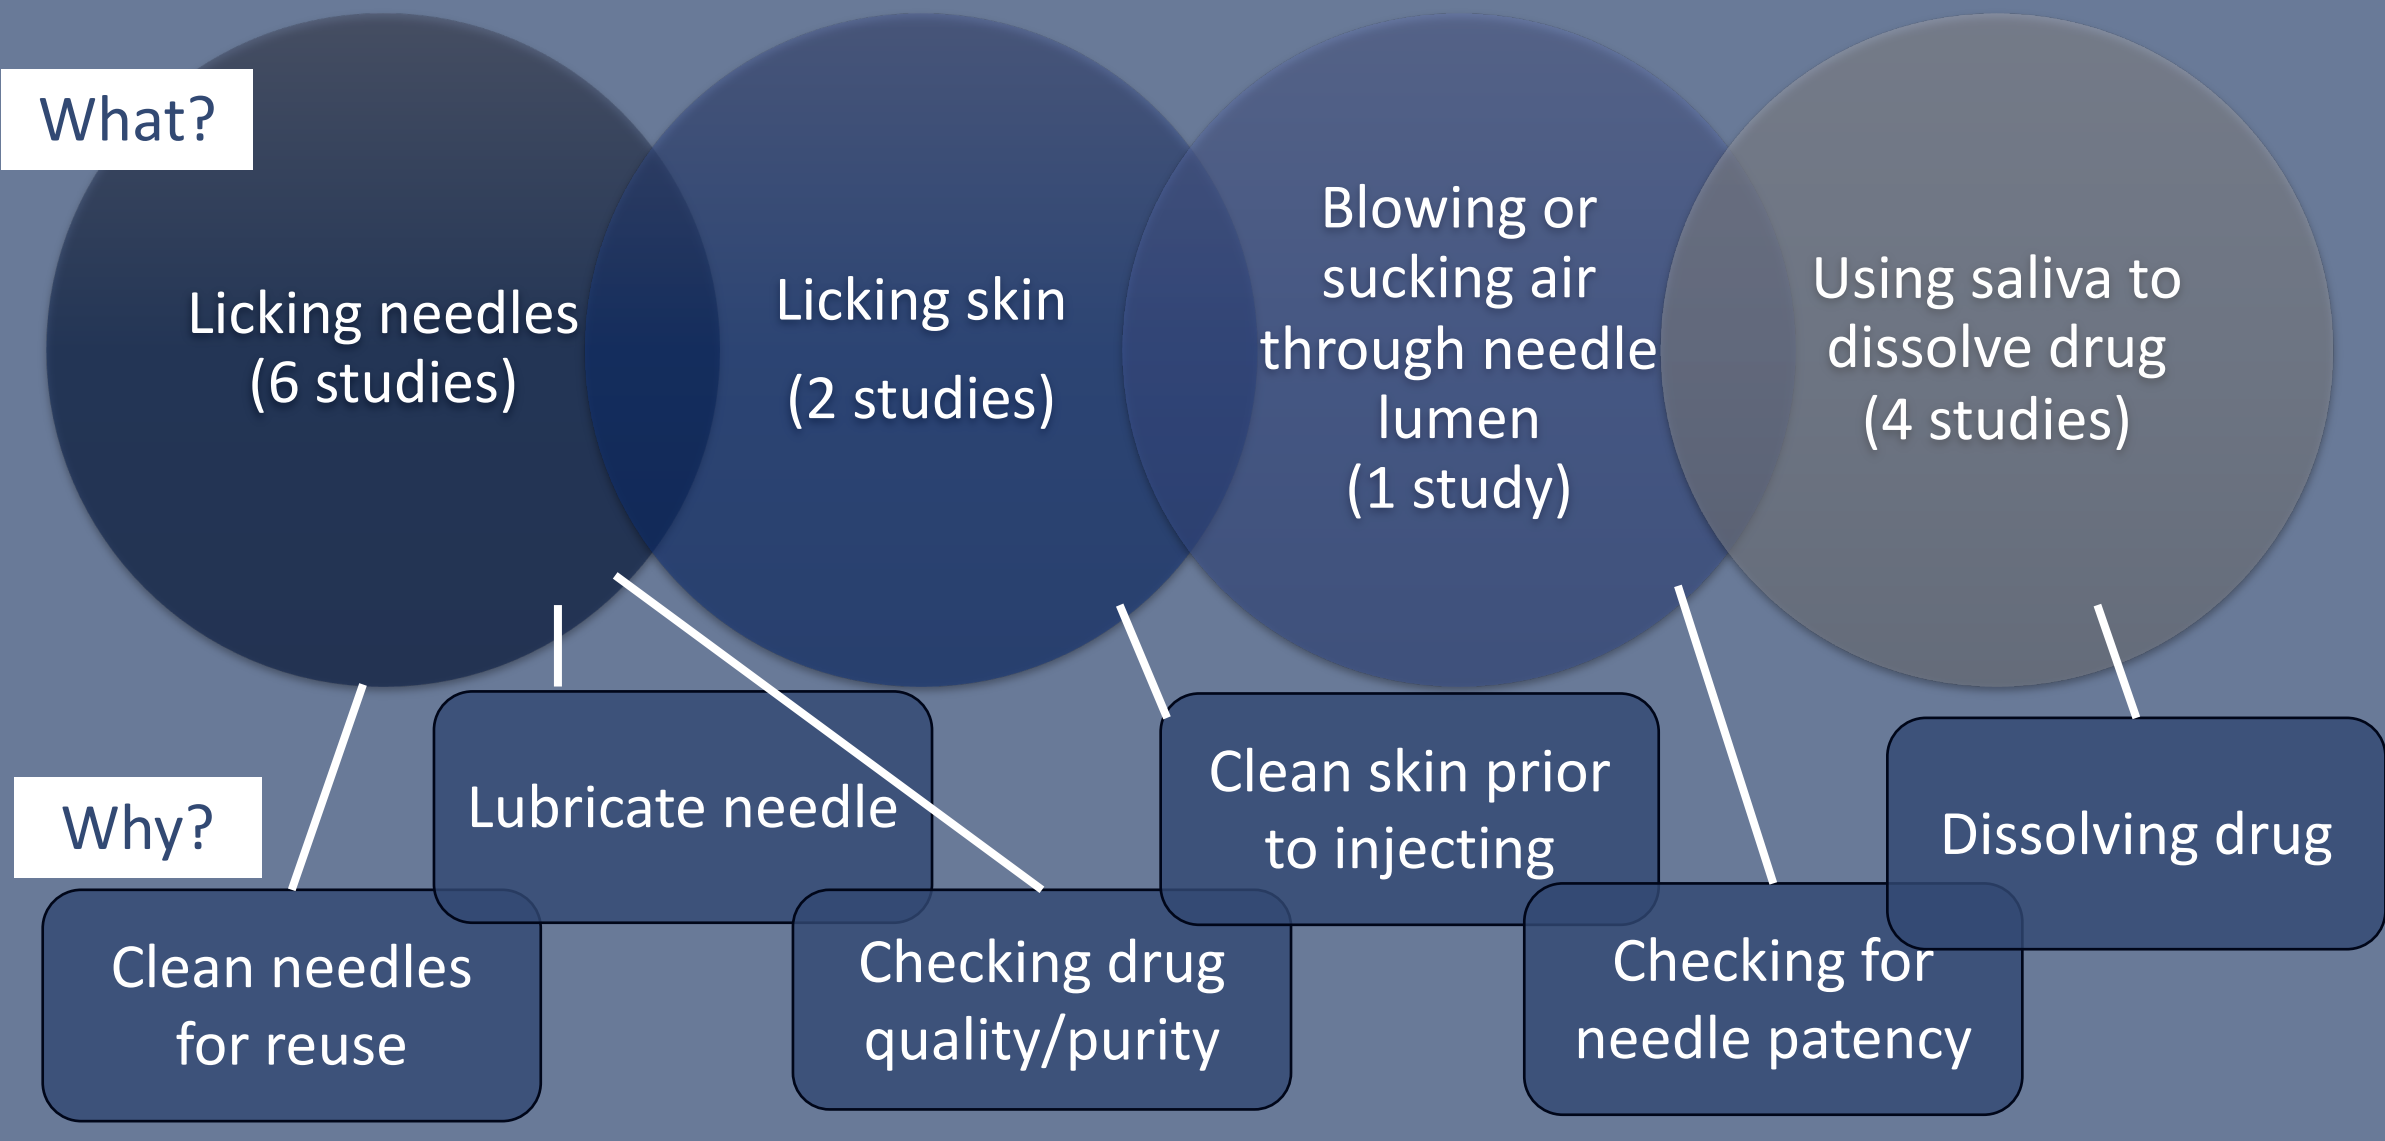 What?
Licking needles
(6 studies)
Licking skin
(2 studies)
Blowing or
sucking air
through needle
lumen
(1 study)
Using saliva to
dissolve drug
(4 studies)
Why?
Clean needles
for reuse
Lubricate needle
Checking drug
quality/purity
Clean skin prior
to injecting
Checking for
needle patency
Dissolving drug